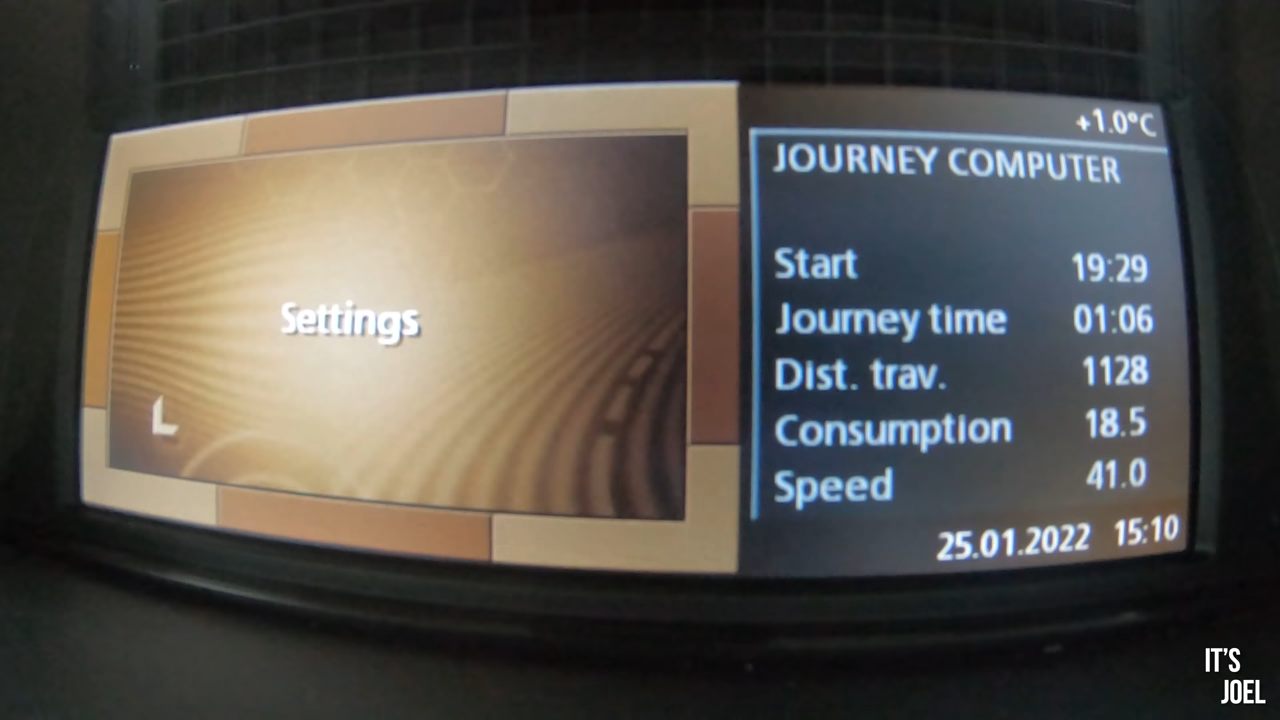 Settings
+1.0°C
JOURNEY COMPUTER
Start 19:29
Journey time 01:06
Dist. trav. 1128
Consumption 18.5
Speed 41.0
25.01.2022 15:10
IT'S
JOEL